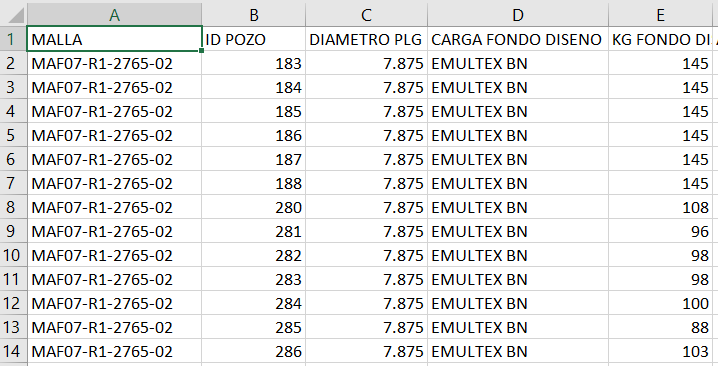 A B C D E
1 MALLA ID POZO DIAMETRO PLG CARGA FONDO DISENO KG FONDO DI
2 MAF07-R1-2765-02 183 7.875 EMULTEX BN 145
3 MAF07-R1-2765-02 184 7.875 EMULTEX BN 145
4 MAF07-R1-2765-02 185 7.875 EMULTEX BN 145
5 MAF07-R1-2765-02 186 7.875 EMULTEX BN 145
6 MAF07-R1-2765-02 187 7.875 EMULTEX BN 145
7 MAF07-R1-2765-02 188 7.875 EMULTEX BN 145
8 MAF07-R1-2765-02 280 7.875 EMULTEX BN 108
9 MAF07-R1-2765-02 281 7.875 EMULTEX BN 96
10 MAF07-R1-2765-02 282 7.875 EMULTEX BN 98
11 MAF07-R1-2765-02 283 7.875 EMULTEX BN 98
12 MAF07-R1-2765-02 284 7.875 EMULTEX BN 100
13 MAF07-R1-2765-02 285 7.875 EMULTEX BN 88
14 MAF07-R1-2765-02 286 7.875 EMULTEX BN 103